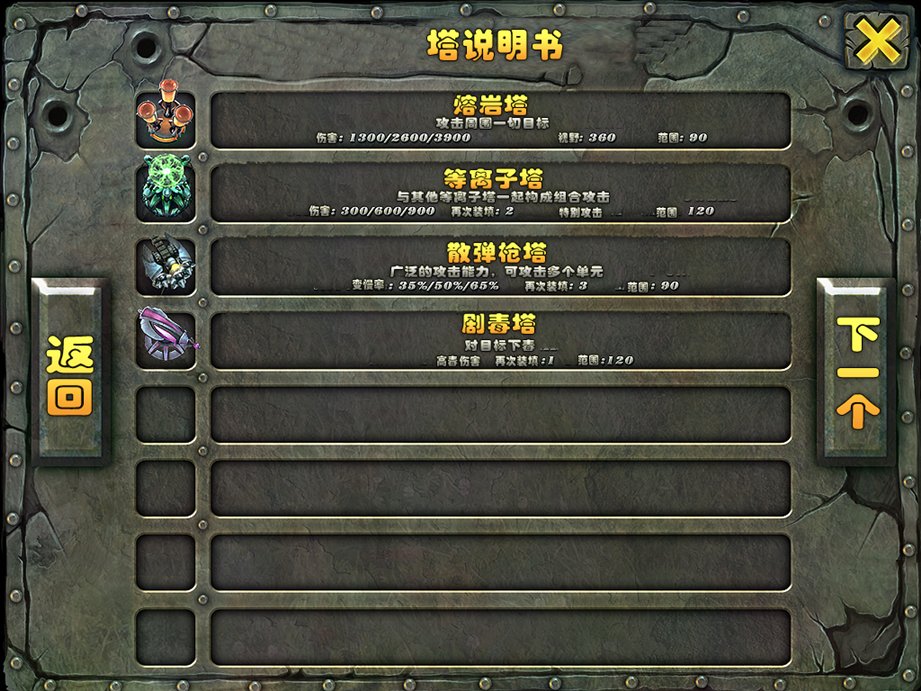 塔说明书
熔岩塔
攻击周围一切目标
伤害: 1300/2600/3900 视野: 360 范围: 90
等离子塔
与其他等离子塔一起构成组合攻击
伤害: 300/600/900 再次装填: 2 特别攻击 范围 120
散弹枪塔
广泛的攻击能力，可攻击多个单元
变慢率: 35%/50%/65% 再次装填: 3 范围: 90
剧毒塔
对目标下毒
高毒伤害 再次装填:1 范围:120
返回
下一个